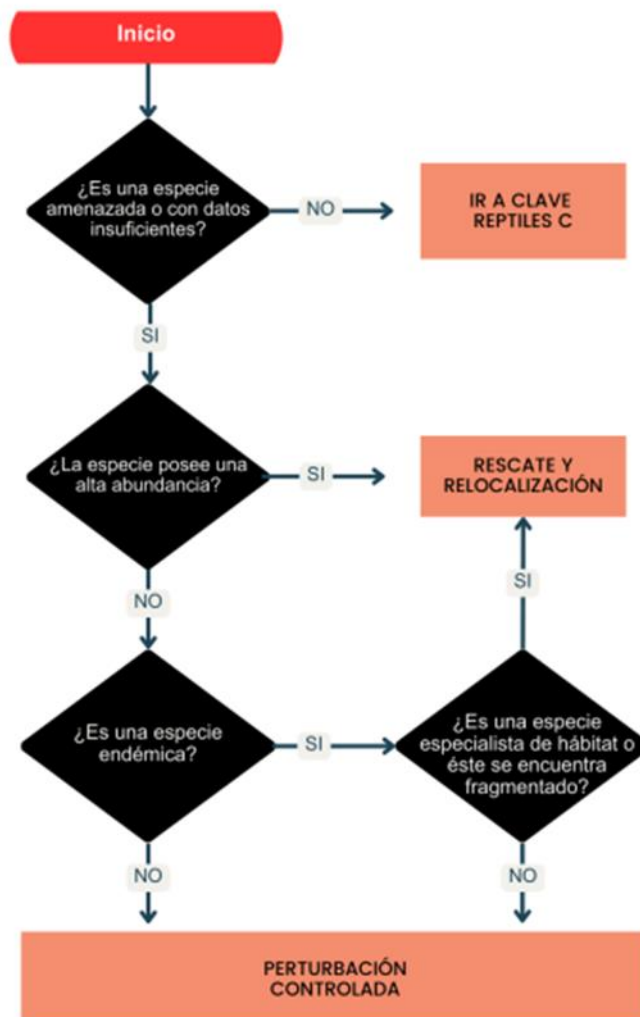 Inicio
¿Es una especie
amenazada o con datos
insuficientes?
NO
IR A CLAVE
REPTILES C
SI
¿La especie posee una
alta abundancia?
SI
RESCATE Y
RELOCALIZACIÓN
NO
SI
¿Es una especie
endémica?
SI
¿Es una especie
especialista de hábitat o
éste se encuentra
fragmentado?
NO
NO
PERTURBACIÓN
CONTROLADA